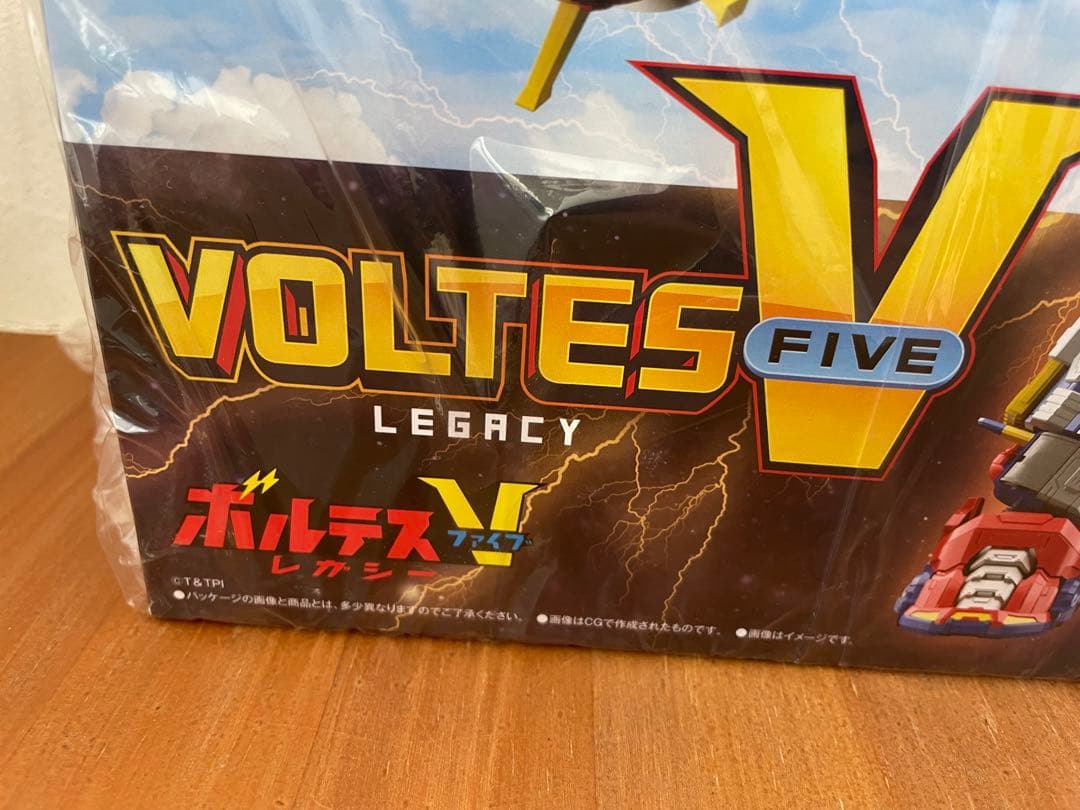 VOLTES V
FIVE
LEGACY
ボルテスV
ファイブ
レガシー
©T&TPI
●パッケージの画像と商品とは、多少異なりますのでご了承ください。 ●画像はCGで作成されたものです。 ●画像はイメージです。